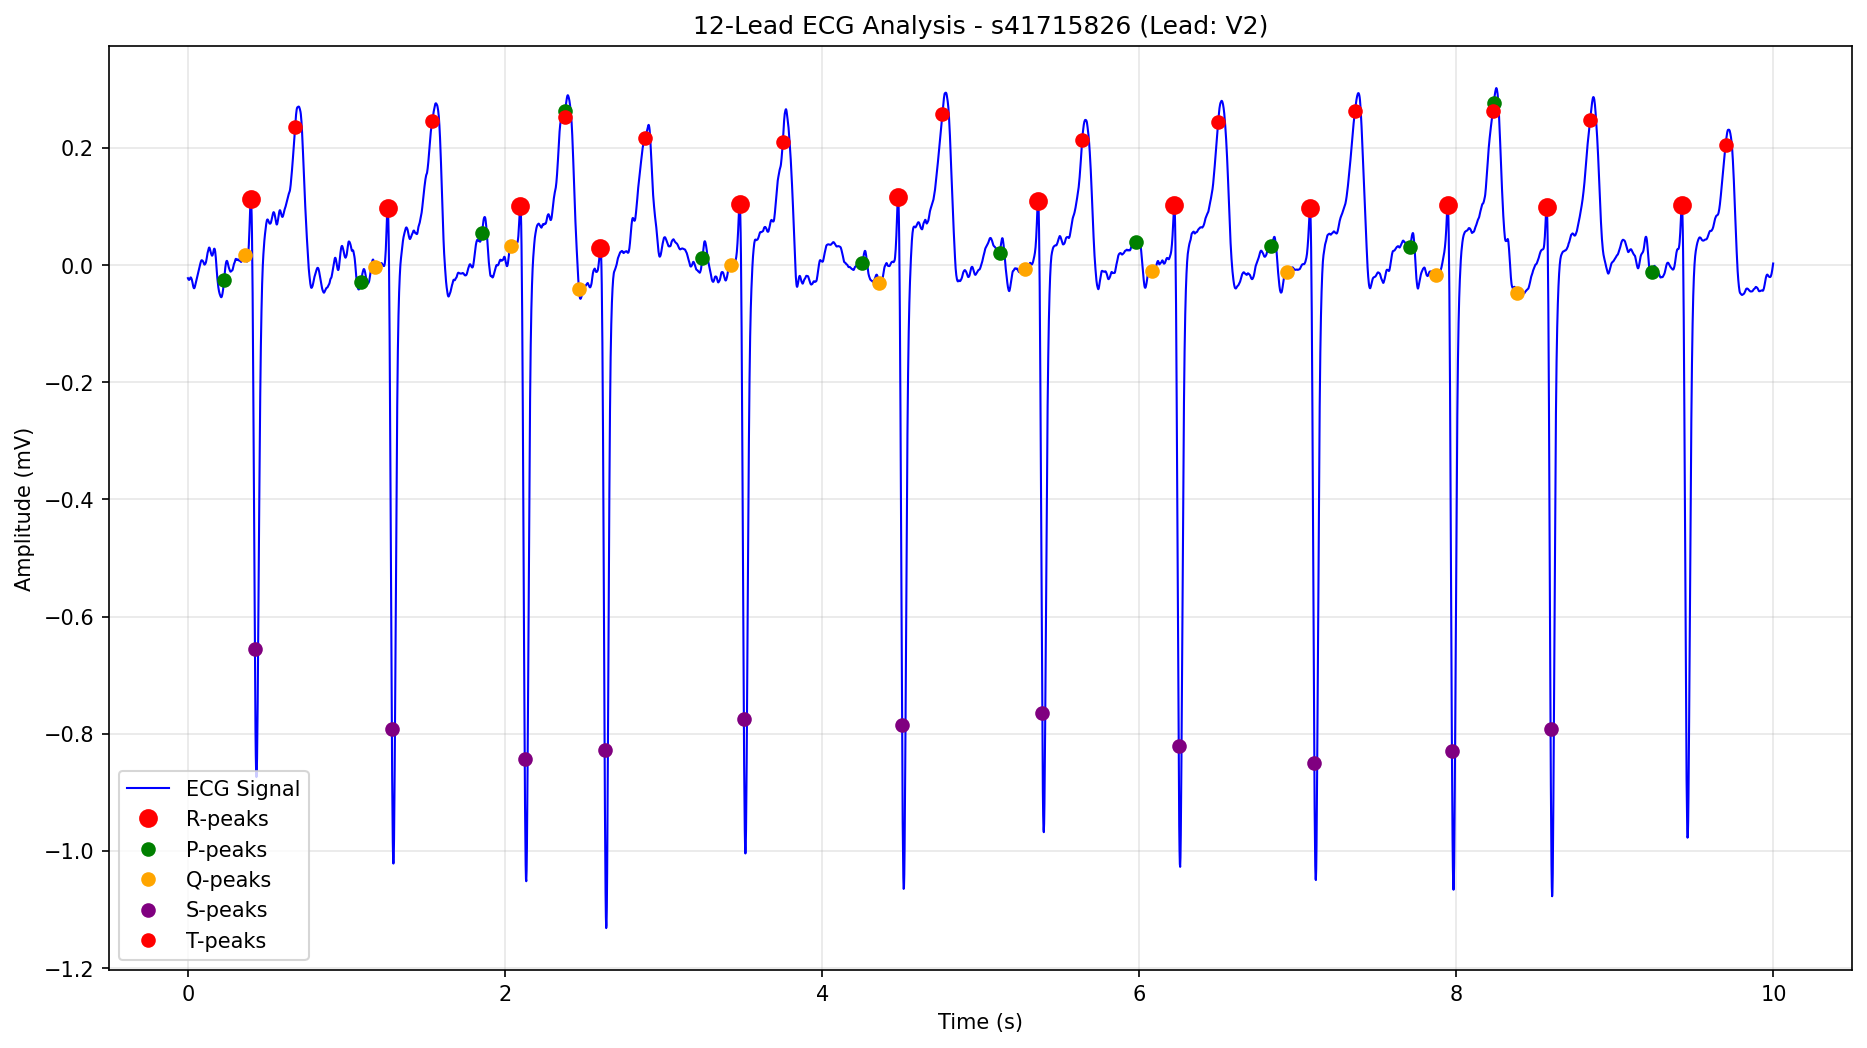 12-Lead ECG Analysis - s41715826 (Lead: V2)
0.2
0.0
−0.2
−0.4
−0.6
−0.8
−1.0
−1.2
Amplitude (mV)
ECG Signal
R-peaks
P-peaks
Q-peaks
S-peaks
T-peaks
0 2 4 6 8 10
Time (s)